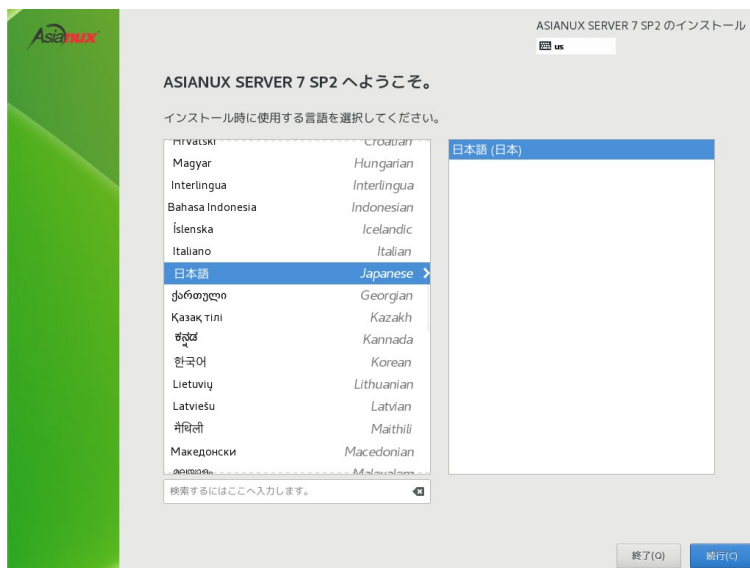 Asianux
ASIANUX SERVER 7 SP2 のインストール
us
ASIANUX SERVER 7 SP2 へようこそ。
インストール時に使用する言語を選択してください。
Hrvatski Croatian
日本語 (日本)
Magyar Hungarian
Interlingua Interlingua
Bahasa Indonesia Indonesian
Íslenska Icelandic
Italiano Italian
日本語 Japanese
ქართული Georgian
Қазақ тілі Kazakh
ಕನ್ನಡ Kannada
한국어 Korean
Lietuvių Lithuanian
Latviešu Latvian
मैथिली Maithili
Македонски Macedonian
Malayalam
検索するにはここへ入力します。
終了(Q) 続行(C)